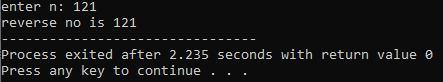 enter n: 121
reverse no is 121
--------------------------------
Process exited after 2.235 seconds with return value 0
Press any key to continue . . .